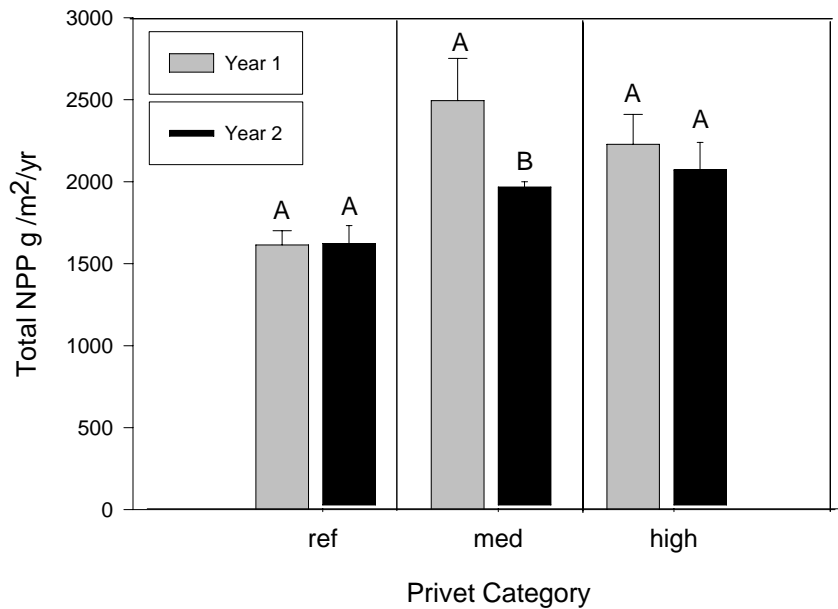 3000
2500
2000
1500
1000
500
0
Total NPP g /m2/yr
Year 1
Year 2
A
A
A
B
A
A
ref
med
high
Privet Category